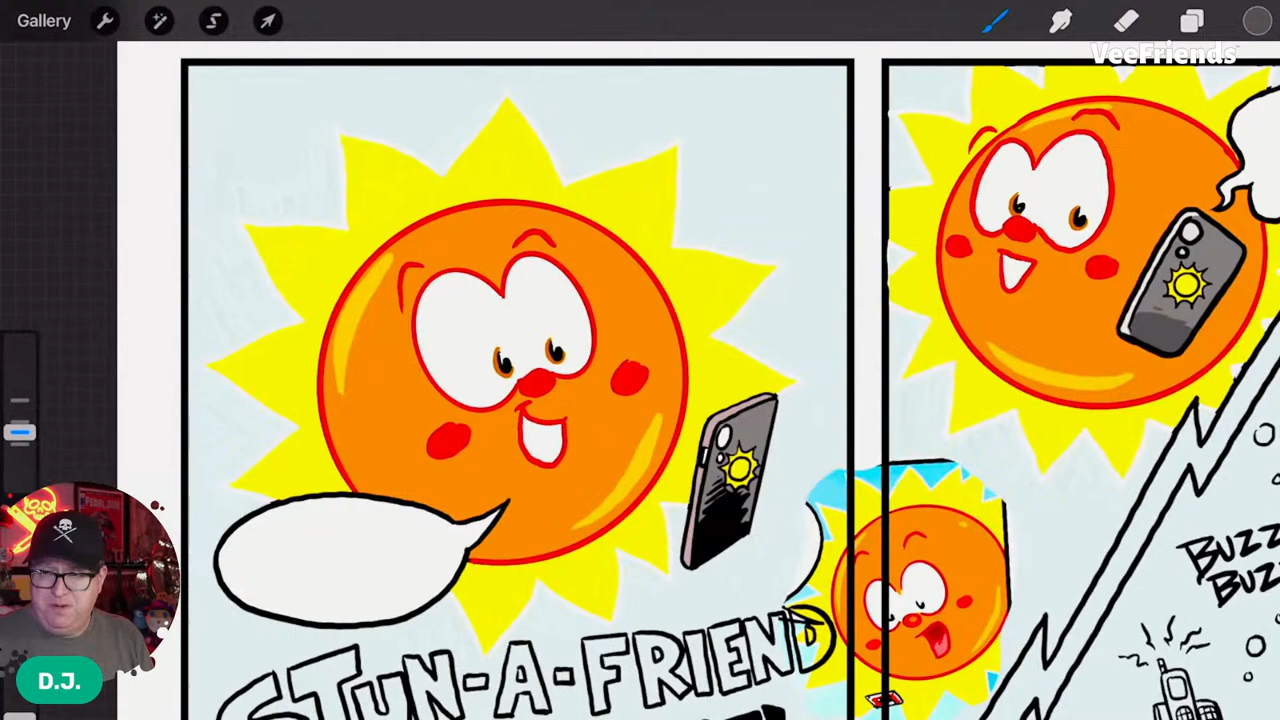 Gallery
VeeFriends
STUN-A-FRIEND
BUZZ
BUZZ
D.J.